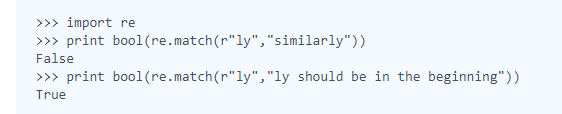 >>> import re
>>> print bool(re.match(r"ly","similarly"))
False
>>> print bool(re.match(r"ly","ly should be in the beginning"))
True